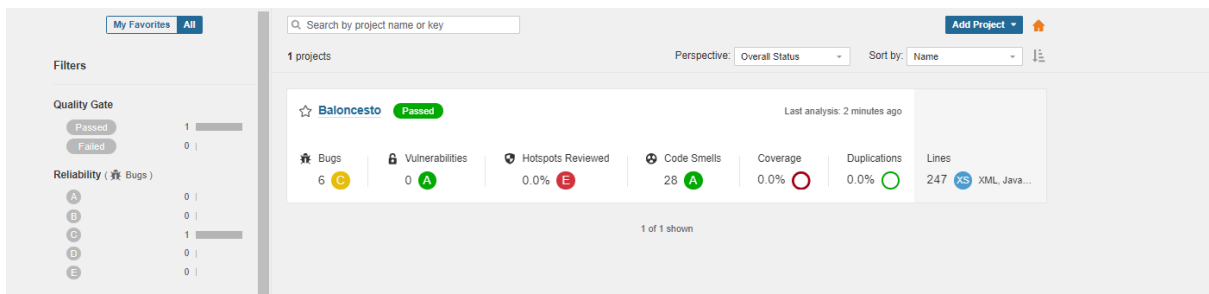 My Favorites All
Search by project name or key
Add Project
1 projects
Perspective: Overall Status
Sort by: Name
Filters
Quality Gate
Passed 1
Failed 0
Reliability ( Bugs )
A 0
B 0
C 1
D 0
E 0
Baloncesto Passed
Last analysis: 2 minutes ago
Bugs
6 C
Vulnerabilities
0 A
Hotspots Reviewed
0.0% E
Code Smells
28 A
Coverage
0.0%
Duplications
0.0%
Lines
247 XS XML, Java...
1 of 1 shown